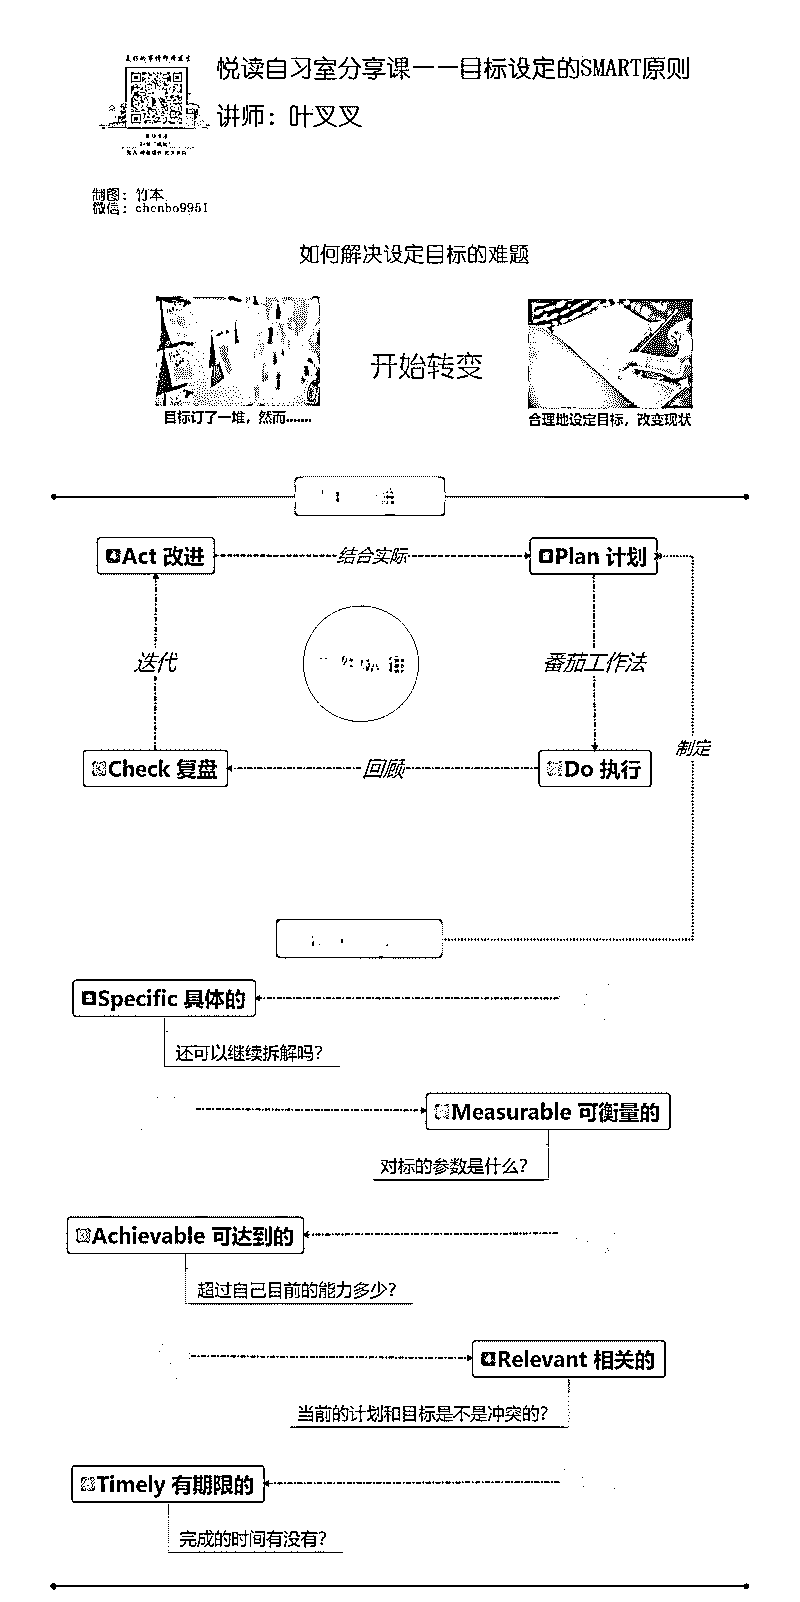 悦读自习室分享课——目标设定的SMART原则
讲师：叶叉叉
制图：竹本
微信：chenbo9951
如何解决设定目标的难题
开始转变
目标订了一堆，然而......
合理地设定目标，改变现状
Act 改进
结合实际
Plan 计划
迭代
番茄工作法
制定
Check 复盘
回顾
Do 执行
Specific 具体的
还可以继续拆解吗？
Measurable 可衡量的
对标的参数是什么？
Achievable 可达到的
超过自己目前的能力多少？
Relevant 相关的
当前的计划和目标是不是冲突的？
Timely 有期限的
完成的时间有没有？